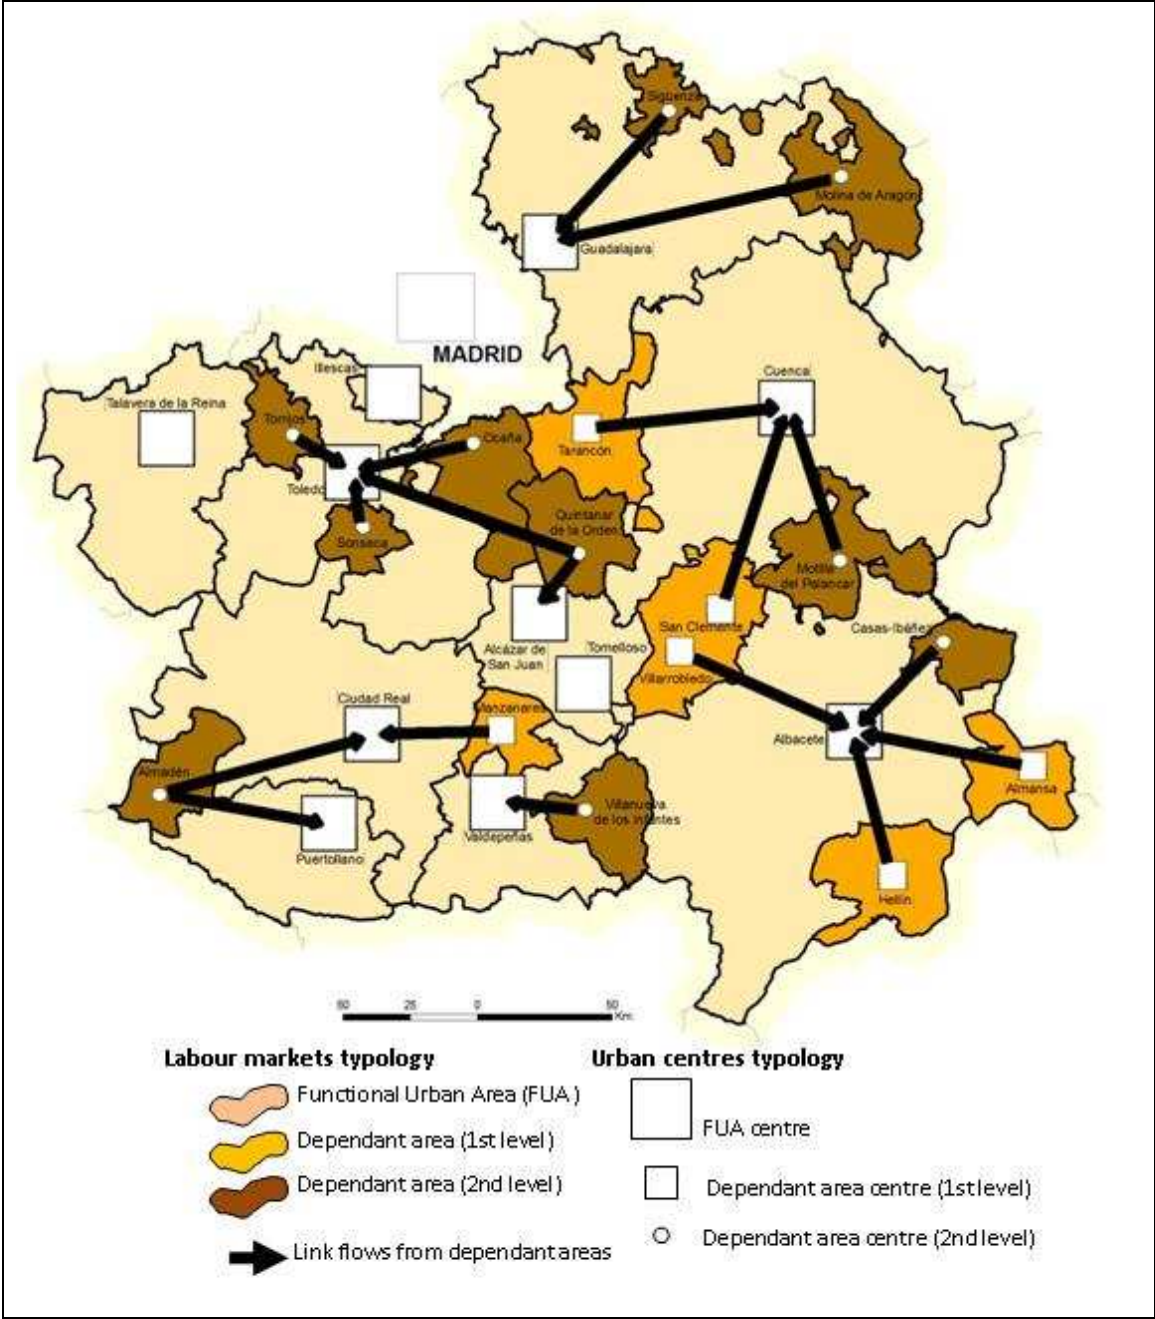 Sigüenza
Molina de Aragón
Guadalajara
MADRID
Illescas
Cuenca
Talavera de la Reina
Torrijos
Ocaña
Tarancón
Toledo
Quintanar
de la Orden
Sonseca
Motilla
del Palancar
San Clemente
Casas-Ibáñez
Alcázar de
San Juan
Tomelloso
Villarrobledo
Ciudad Real
Manzanares
Albacete
Almadén
Almansa
Villanueva
de los Infantes
Valdepeñas
Puertollano
Hellín
50 25 0 50
Km.
Labour markets typology
Functional Urban Area (FUA)
Dependant area (1st level)
Dependant area (2nd level)
Link flows from dependant areas
Urban centres typology
FUA centre
Dependant area centre (1st level)
Dependant area centre (2nd level)